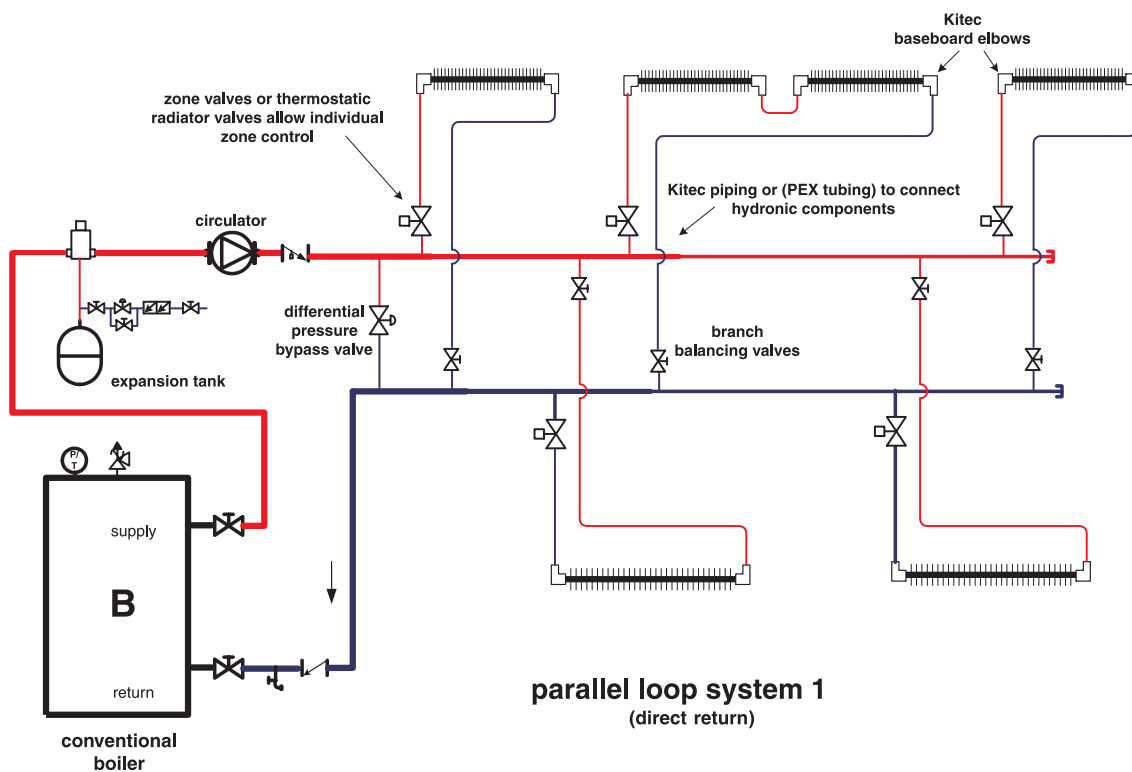 Kitec
baseboard elbows
zone valves or thermostatic
radiator valves allow individual
zone control
Kitec piping or (PEX tubing) to connect
hydronic components
circulator
differential
pressure
bypass valve
branch
balancing valves
expansion tank
P/
T
supply
B
return
parallel loop system 1
(direct return)
conventional
boiler